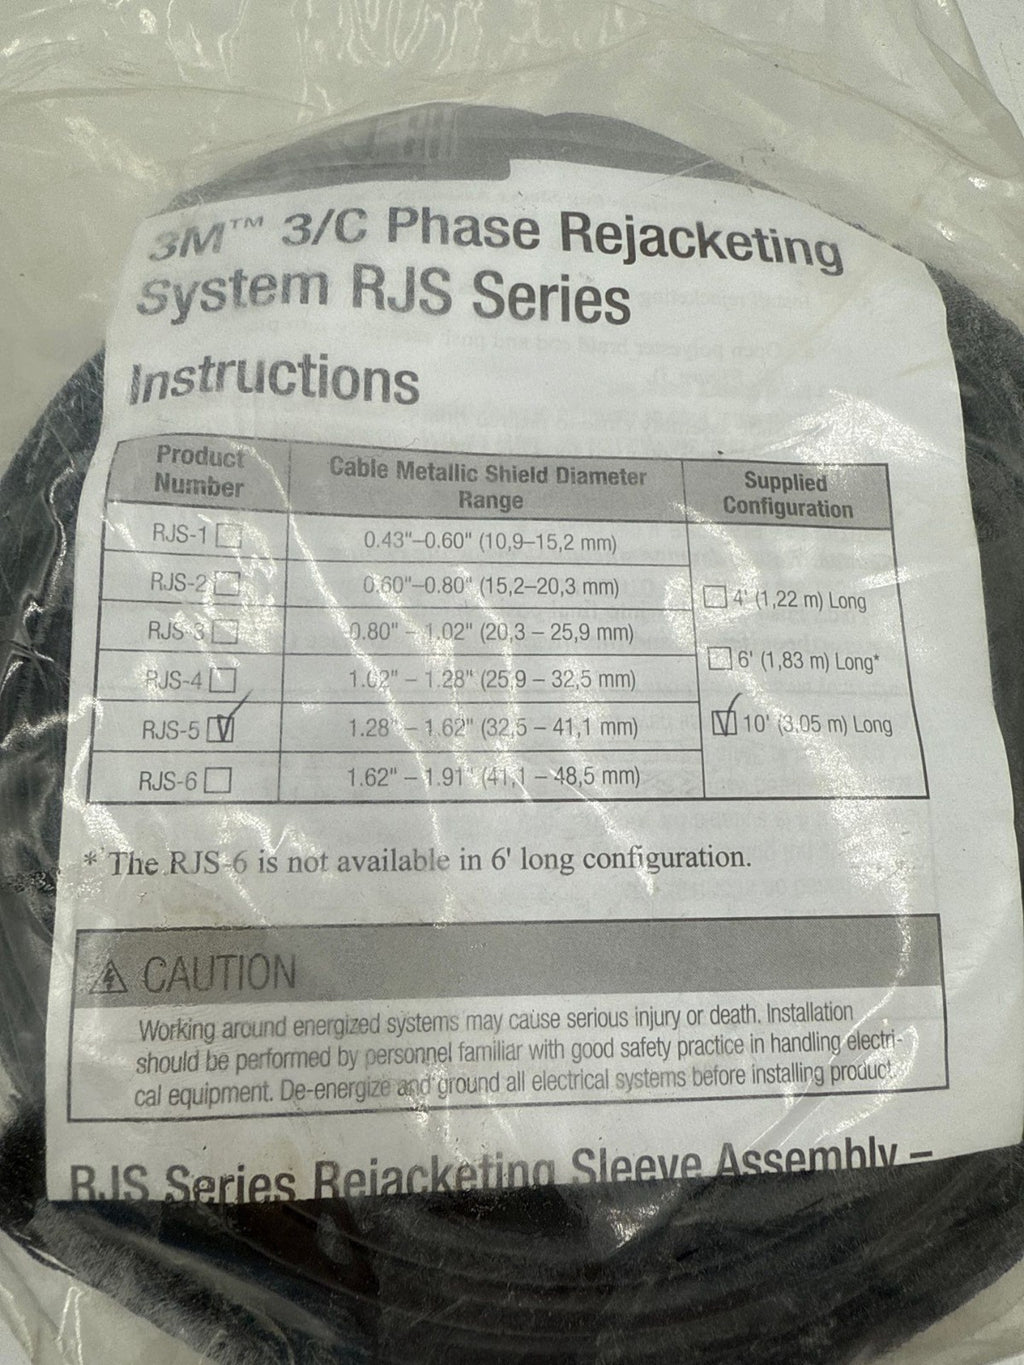 3M™ 3/C Phase Rejacketing
System RJS Series
Instructions
Product Number | Cable Metallic Shield Diameter Range | Supplied Configuration
RJS-1 ☐ | 0.43"–0.60" (10,9–15,2 mm)
RJS-2 ☐ | 0.60"–0.80" (15,2–20,3 mm)
☐ 4' (1,22 m) Long
RJS-3 ☐ | 0.80" – 1.02" (20,3 – 25,9 mm)
☐ 6' (1,83 m) Long*
RJS-4 ☐ | 1.02" – 1.28" (25,9 – 32,5 mm)
RJS-5 ☑ | 1.28" – 1.62" (32,5 – 41,1 mm)
☑ 10' (3,05 m) Long
RJS-6 ☐ | 1.62" – 1.91" (41,1 – 48,5 mm)
* The RJS-6 is not available in 6' long configuration.
CAUTION
Working around energized systems may cause serious injury or death. Installation
should be performed by personnel familiar with good safety practice in handling electri-
cal equipment. De-energize and ground all electrical systems before installing product.
RJS Series Rejacketing Sleeve Assembly –